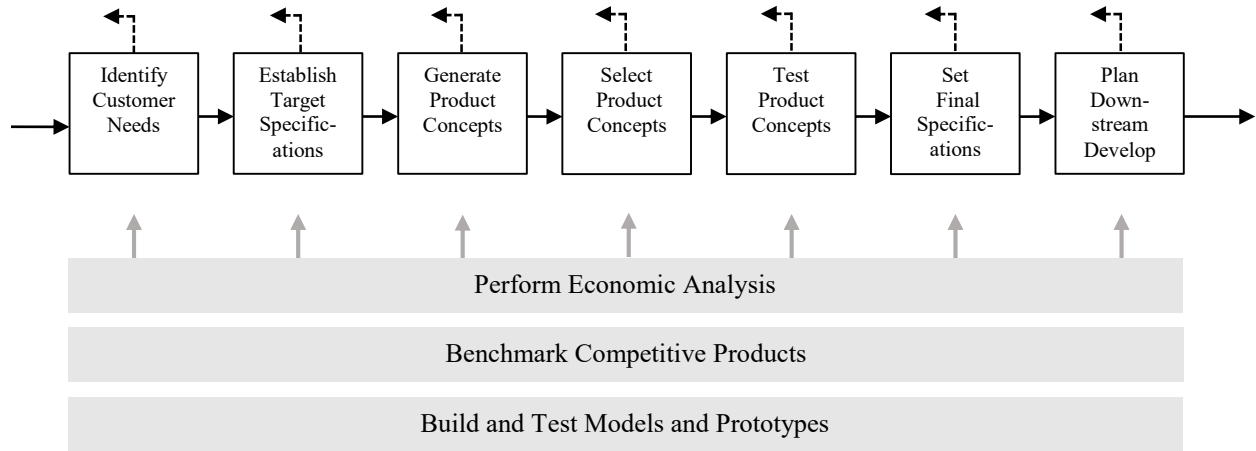 Identify
Customer
Needs
Establish
Target
Specific-
ations
Generate
Product
Concepts
Select
Product
Concepts
Test
Product
Concepts
Set
Final
Specific-
ations
Plan
Down-
stream
Develop
Perform Economic Analysis
Benchmark Competitive Products
Build and Test Models and Prototypes